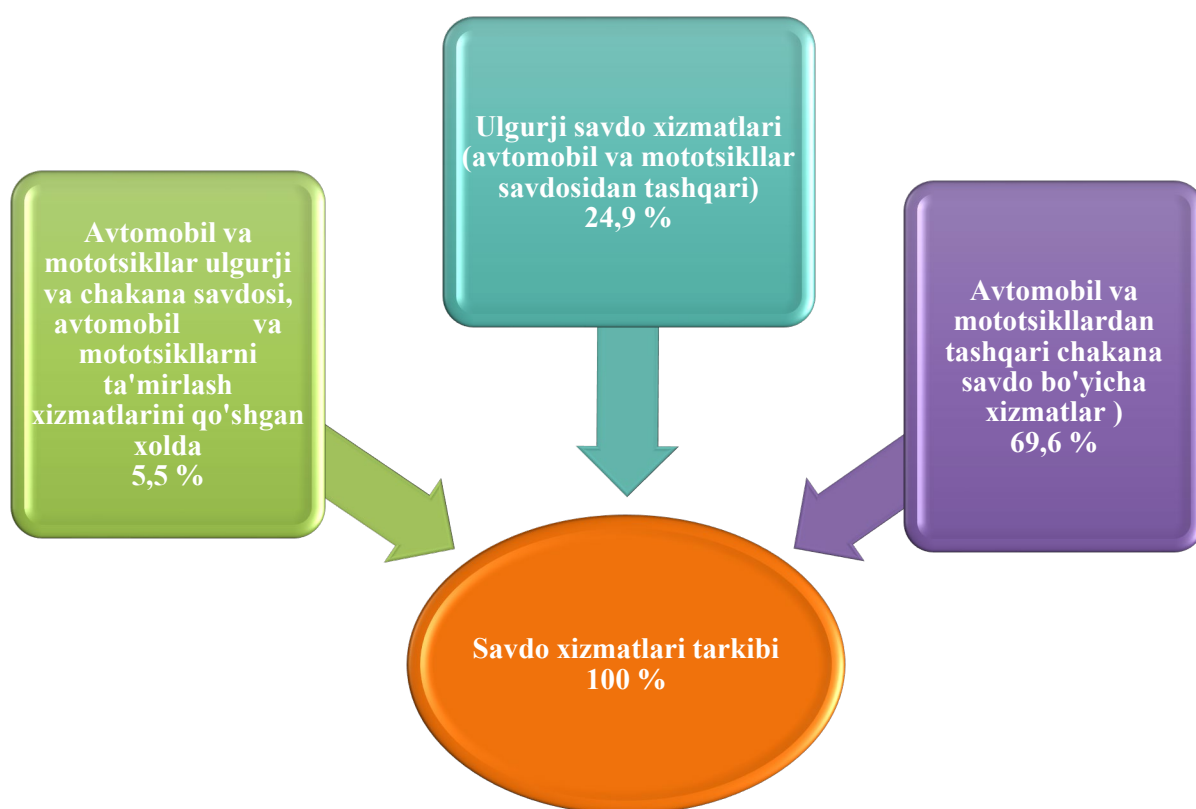 Ulgurji savdo xizmatlari
(avtomobil va mototsikllar
savdosidan tashqari)
24,9 %
Avtomobil va
mototsikllar ulgurji
va chakana savdosi,
avtomobil va
mototsikllarni
ta'mirlash
xizmatlarini qo'shgan
xolda
5,5 %
Avtomobil va
mototsikllardan
tashqari chakana
savdo bo'yicha
xizmatlar )
69,6 %
Savdo xizmatlari tarkibi
100 %